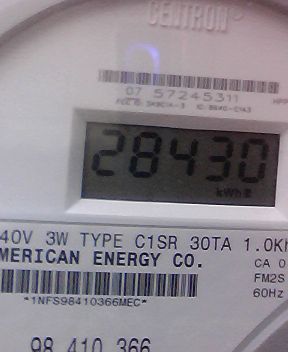 CENTRON
07 57245311
28430
kWh
40V 3W TYPE C1SR 30TA 1.0Kh
MERICAN ENERGY CO.
CA 0
FM2S
60Hz
*1NFS98410366MEC*
98 410 366